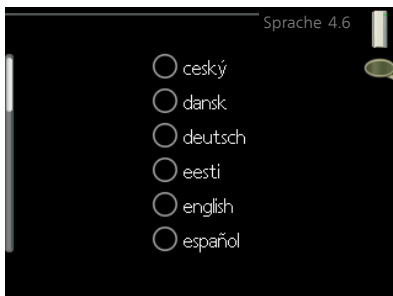 Sprache 4.6
ceský
dansk
deutsch
eesti
english
español